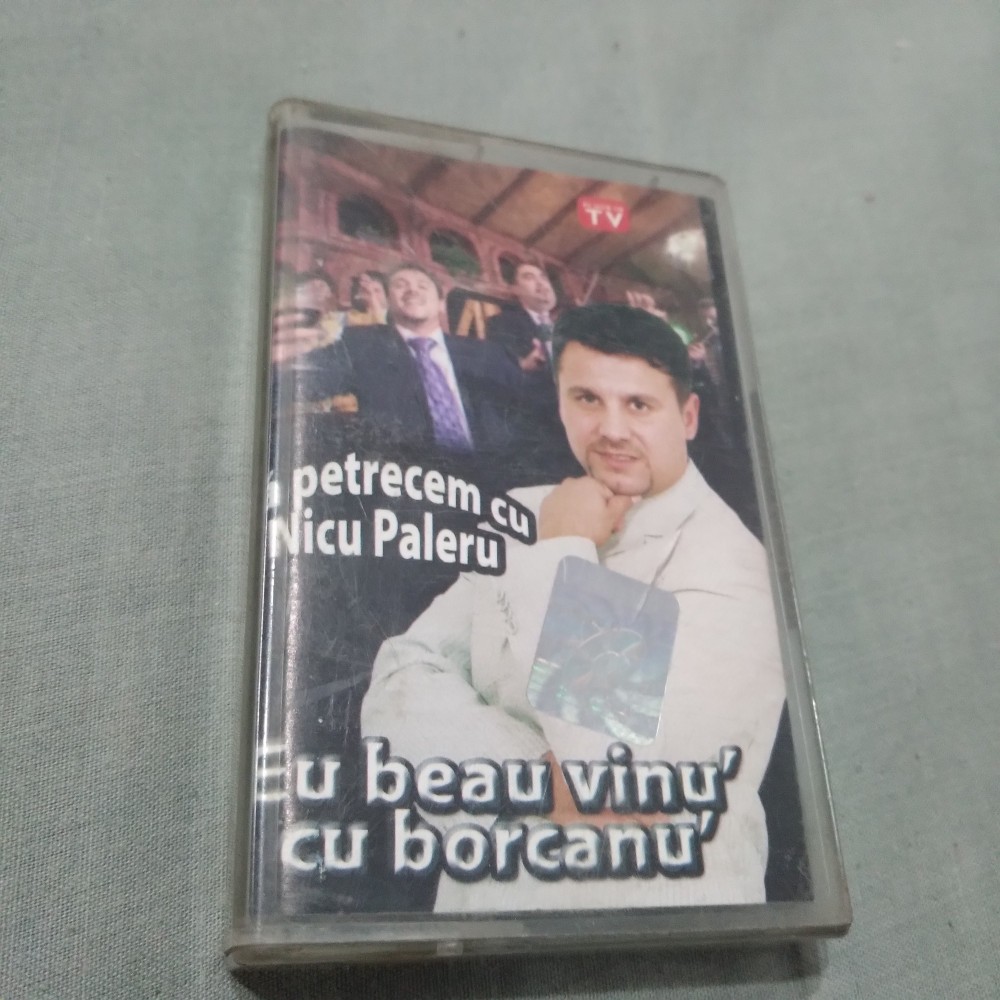 TV
petrecem cu
Nicu Paleru
Eu beau vinu'
cu borcanu'